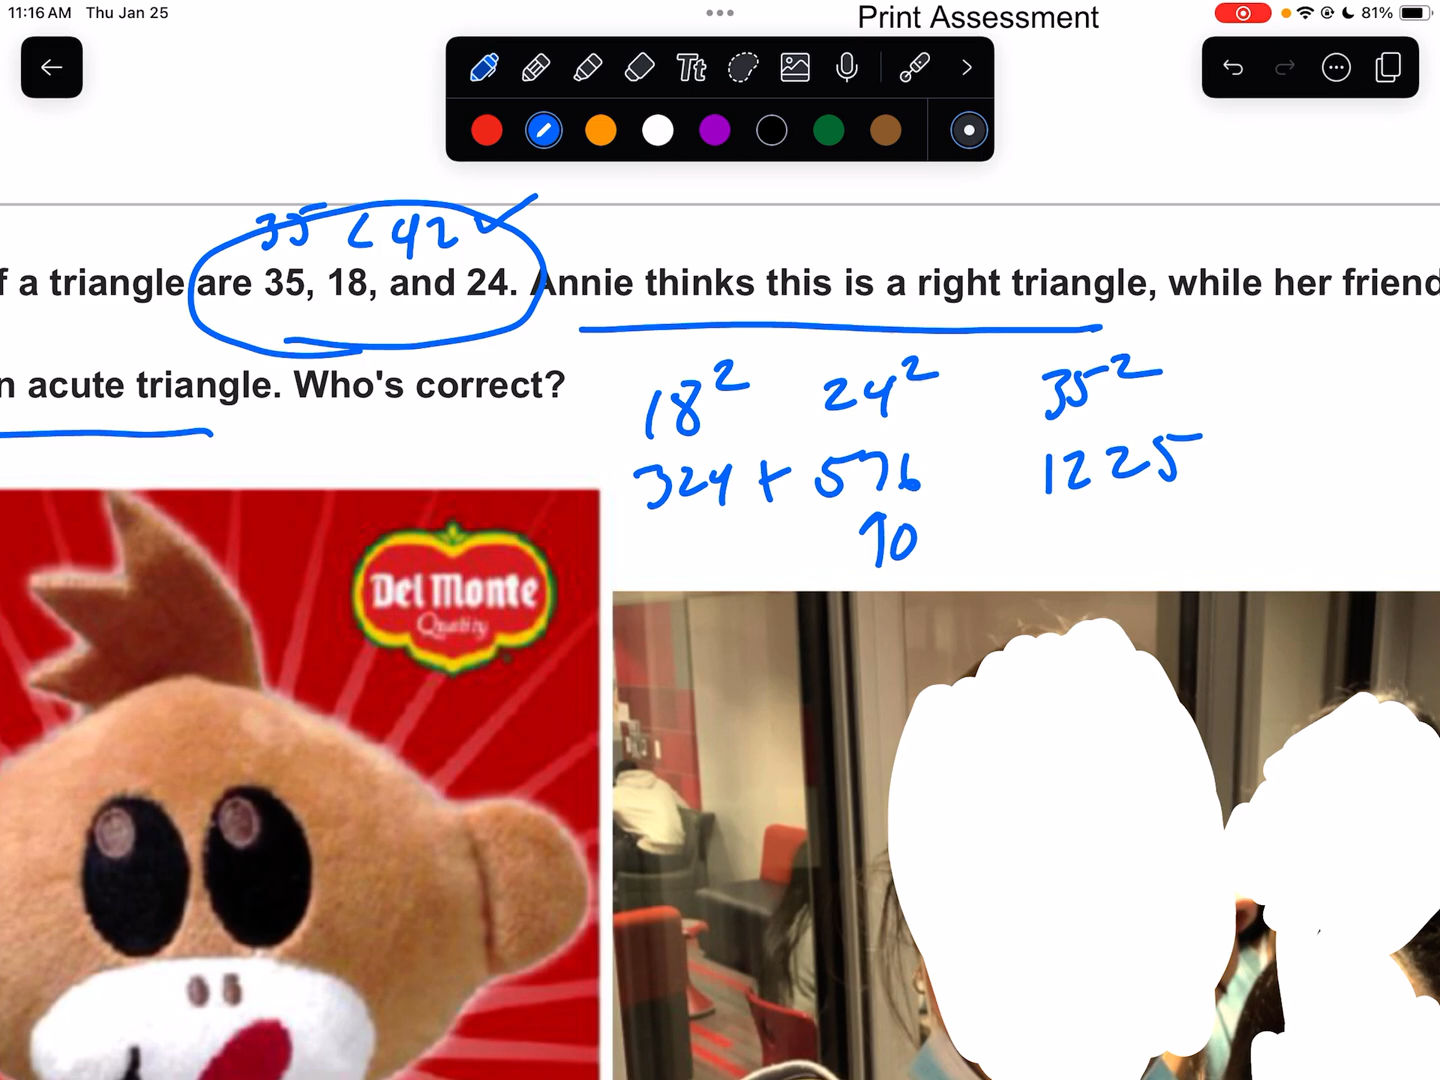 11:16 AM Thu Jan 25
81%
Print Assessment
Tt
35 < 42 ✓
f a triangle are 35, 18, and 24. Annie thinks this is a right triangle, while her friend
n acute triangle. Who's correct?
18² 24² 35²
324 + 576 1225
90
Del Monte
Quality